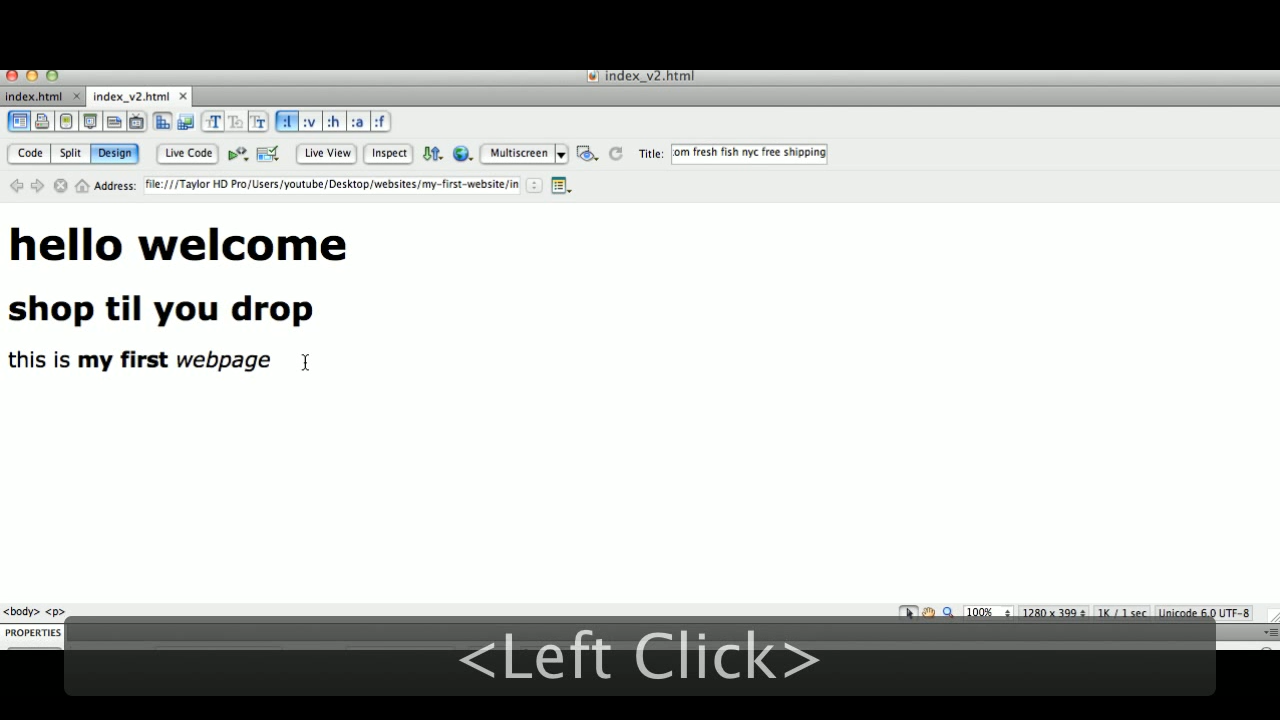 index_v2.html
index.html × index_v2.html ×
:l :v :h :a :f
Code Split Design Live Code Live View Inspect Multiscreen Title: om fresh fish nyc free shipping
Address: file:///Taylor HD Pro/Users/youtube/Desktop/websites/my-first-website/in
hello welcome
shop til you drop
this is my first webpage
<body> <p> 100% 1280 x 399 1K / 1 sec Unicode 6.0 UTF-8
PROPERTIES
<Left Click>